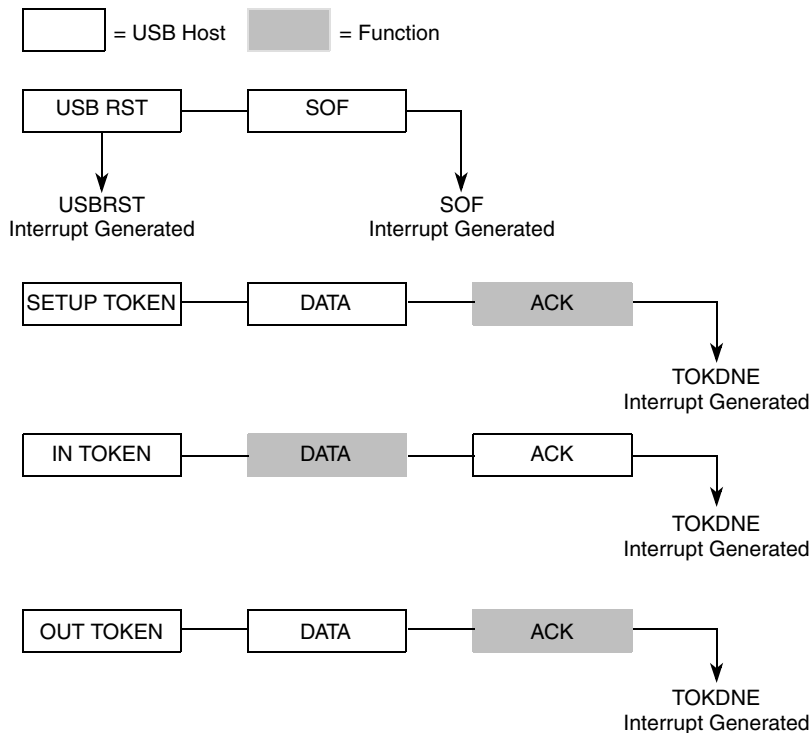 = USB Host
= Function
USB RST
SOF
USBRST
Interrupt Generated
SOF
Interrupt Generated
SETUP TOKEN
DATA
ACK
TOKDNE
Interrupt Generated
IN TOKEN
DATA
ACK
TOKDNE
Interrupt Generated
OUT TOKEN
DATA
ACK
TOKDNE
Interrupt Generated